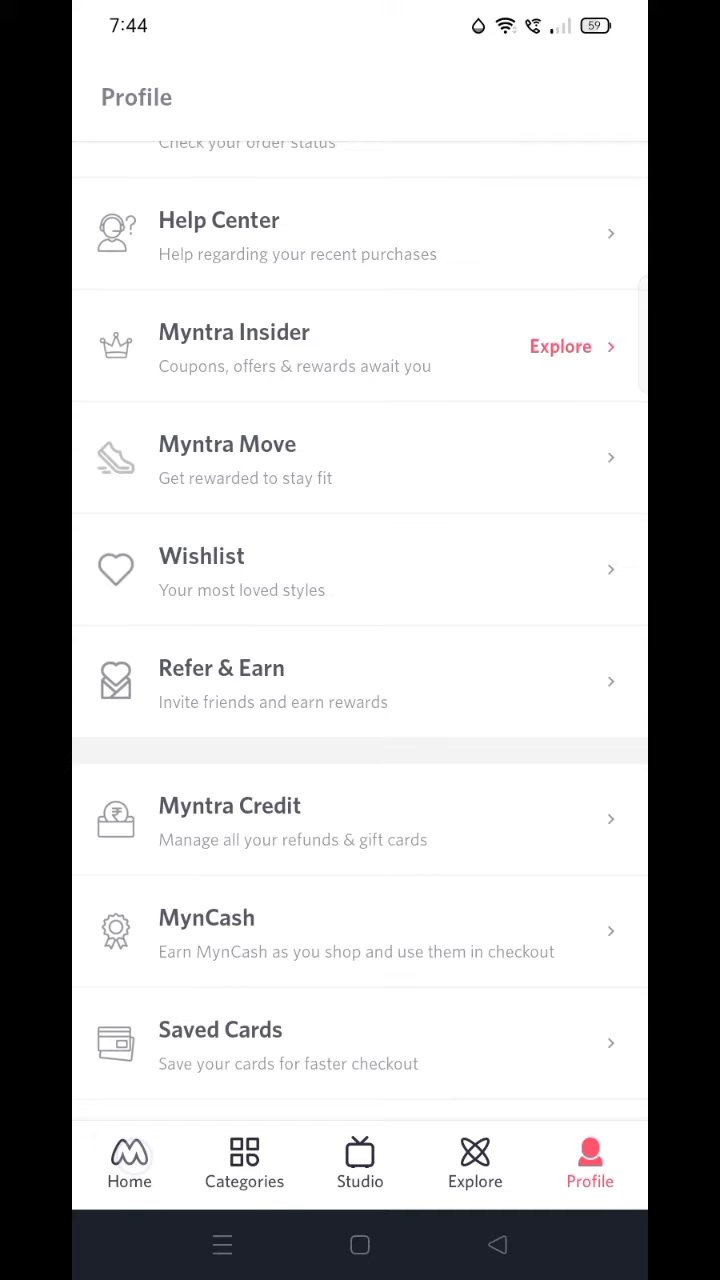 7:44
59
Profile
Check your order status
Help Center
Help regarding your recent purchases
Myntra Insider
Explore
Coupons, offers & rewards await you
Myntra Move
Get rewarded to stay fit
Wishlist
Your most loved styles
Refer & Earn
Invite friends and earn rewards
Myntra Credit
Manage all your refunds & gift cards
MynCash
Earn MynCash as you shop and use them in checkout
Saved Cards
Save your cards for faster checkout
Home Categories Studio Explore Profile